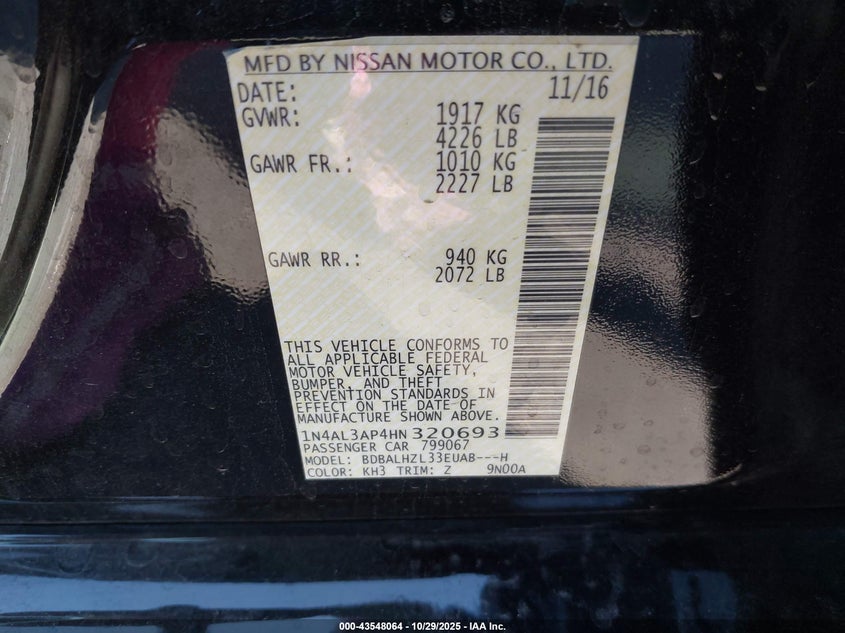 MFD BY NISSAN MOTOR CO., LTD.
DATE: 11/16
GVWR: 1917 KG
4226 LB
GAWR FR.: 1010 KG
2227 LB
GAWR RR.: 940 KG
2072 LB
THIS VEHICLE CONFORMS TO
ALL APPLICABLE FEDERAL
MOTOR VEHICLE SAFETY,
BUMPER, AND THEFT
PREVENTION STANDARDS IN
EFFECT ON THE DATE OF
MANUFACTURE SHOWN ABOVE.
1N4AL3AP4HN320693
PASSENGER CAR 799067
MODEL: BDBALHZL33EUAB---H
COLOR: KH3 TRIM: Z 9N00A
000-43548064 - 10/29/2025 - IAA Inc.